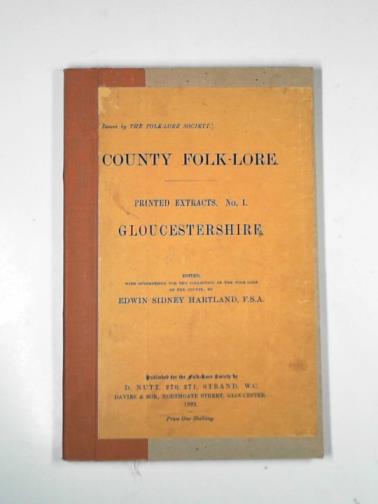 Issued by THE FOLK-LORE SOCIETY.]
COUNTY FOLK-LORE.
PRINTED EXTRACTS, No. I.
GLOUCESTERSHIRE.
EDITED,
WITH SUGGESTIONS FOR THE COLLECTION OF THE FOLK-LORE
OF THE COUNTY, BY
EDWIN SIDNEY HARTLAND, F.S.A.
Published for the Folk-Lore Society by
D. NUTT, 270, 271, STRAND, W.C.
DAVIES & SON, NORTHGATE STREET, GLOUCESTER.
1892.
Price One Shilling.